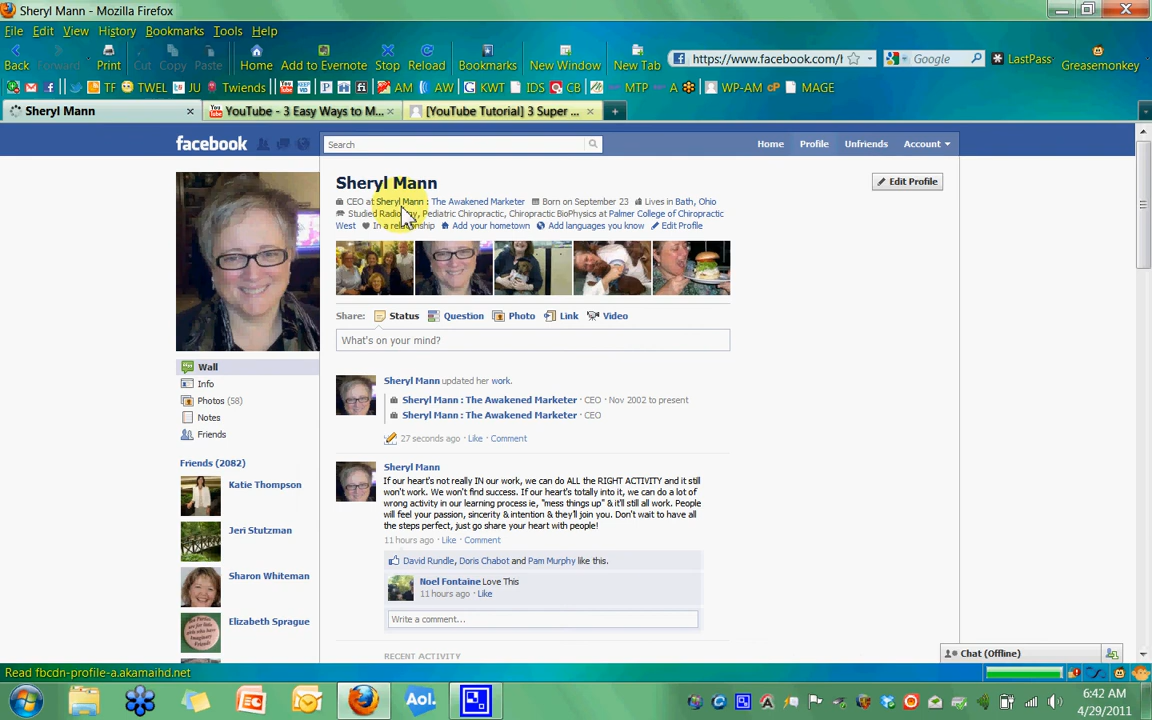 Sheryl Mann - Mozilla Firefox
File Edit View History Bookmarks Tools Help
Back Forward Print Cut Copy Paste Home Add to Evernote Stop Reload Bookmarks New Window New Tab https://www.facebook.com/ Google LastPass Greasemonkey
TF TWEL JU Twiends AM AW KWT IDS CB MTP A WP-AM MAGE
Sheryl Mann YouTube - 3 Easy Ways to M... [YouTube Tutorial] 3 Super ...
facebook Search Home Profile Unfriends Account
Sheryl Mann
Edit Profile
CEO at Sheryl Mann : The Awakened Marketer Born on September 23 Lives in Bath, Ohio
Studied Radiology, Pediatric Chiropractic, Chiropractic BioPhysics at Palmer College of Chiropractic
West In a relationship Add your hometown Add languages you know Edit Profile
Share: Status Question Photo Link Video
What's on your mind?
Wall
Info
Photos (58)
Notes
Friends
Friends (2082)
Katie Thompson
Jeri Stutzman
Sharon Whiteman
Elizabeth Sprague
Sheryl Mann updated her work.
Sheryl Mann : The Awakened Marketer · CEO · Nov 2002 to present
Sheryl Mann : The Awakened Marketer · CEO
27 seconds ago · Like · Comment
Sheryl Mann
If our heart's not really IN our work, we can do ALL the RIGHT ACTIVITY and it still
won't work. We won't find success. If our heart's totally into it, we can do a lot of
wrong activity in our learning process ie, "mess things up" & it'll still all work. People
will feel your passion, sincerity & intention & they'll join you. Don't wait to have all
the steps perfect, just go share your heart with people!
11 hours ago · Like · Comment
David Rundle, Doris Chabot and Pam Murphy like this.
Noel Fontaine Love This
11 hours ago · Like
Write a comment...
RECENT ACTIVITY
Chat (Offline)
Read fbcdn-profile-a.akamaihd.net
Aol.
6:42 AM
4/29/2011